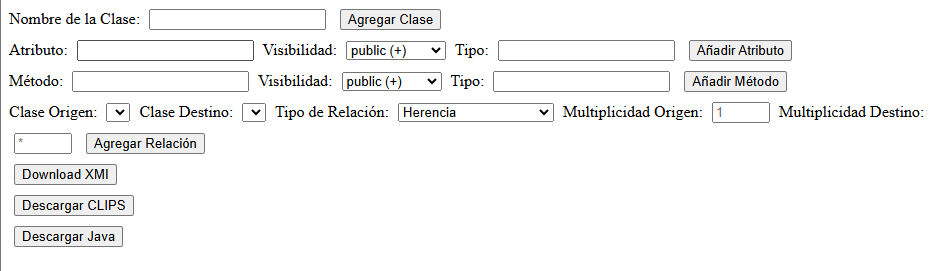 Nombre de la Clase: Agregar Clase
Atributo: Visibilidad: public (+) Tipo: Añadir Atributo
Método: Visibilidad: public (+) Tipo: Añadir Método
Clase Origen: Clase Destino: Tipo de Relación: Herencia Multiplicidad Origen: 1 Multiplicidad Destino:
* Agregar Relación
Download XMI
Descargar CLIPS
Descargar Java